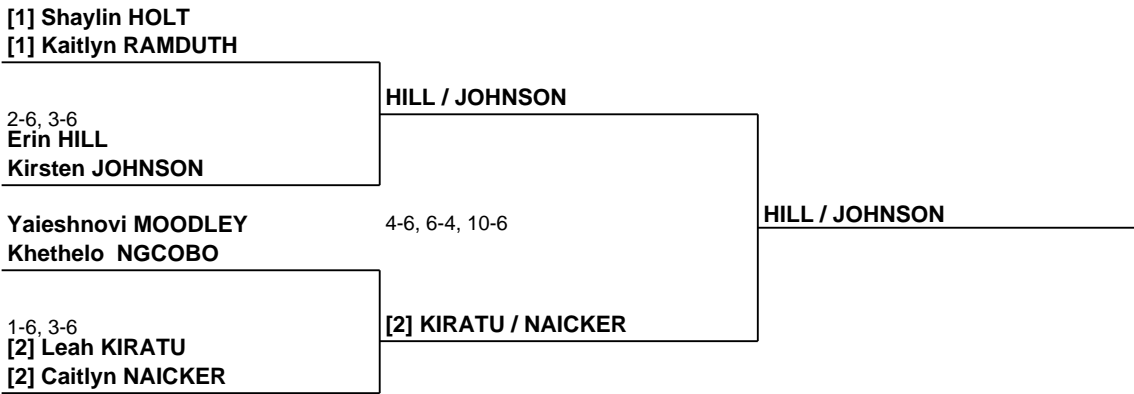 [1] Shaylin HOLT
[1] Kaitlyn RAMDUTH
HILL / JOHNSON
2-6, 3-6
Erin HILL
Kirsten JOHNSON
Yaieshnovi MOODLEY
4-6, 6-4, 10-6
HILL / JOHNSON
Khethelo  NGCOBO
1-6, 3-6
[2] KIRATU / NAICKER
[2] Leah KIRATU
[2] Caitlyn NAICKER